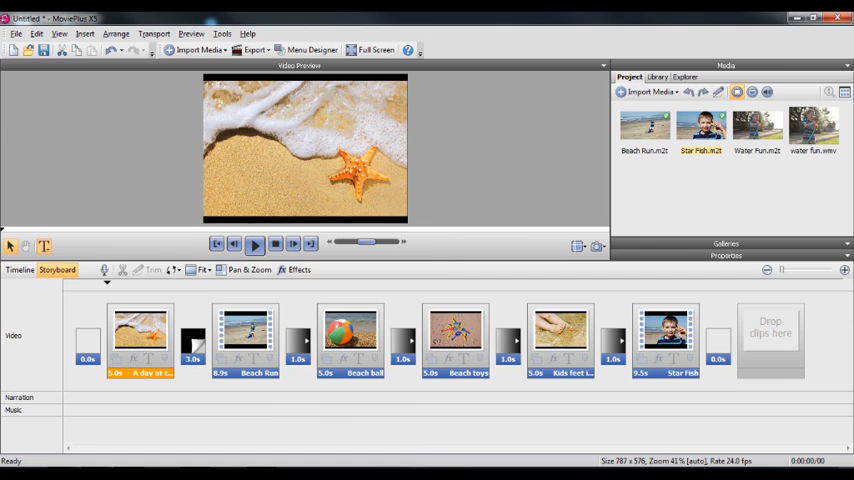 Untitled * - MoviePlus X5
File Edit View Insert Arrange Transport Preview Tools Help
Import Media Export Menu Designer Full Screen
Video Preview
Media
Project Library Explorer
Import Media
Beach Run.m2t Star Fish.m2t Water Fun.m2t water fun.wmv
Galleries
Properties
Timeline Storyboard Trim Fit Pan & Zoom fx Effects
Video
Drop
clips here
0.0s 3.0s 1.0s 1.0s 1.0s 1.0s 0.0s
5.0s A day at t... 8.9s Beach Run 5.0s Beach ball 5.0s Beach toys 5.0s Kids feet i... 9.5s Star Fish
Narration
Music
Ready
Size 787 x 576, Zoom 41% [auto], Rate 24.0 fps
0:00:00/00